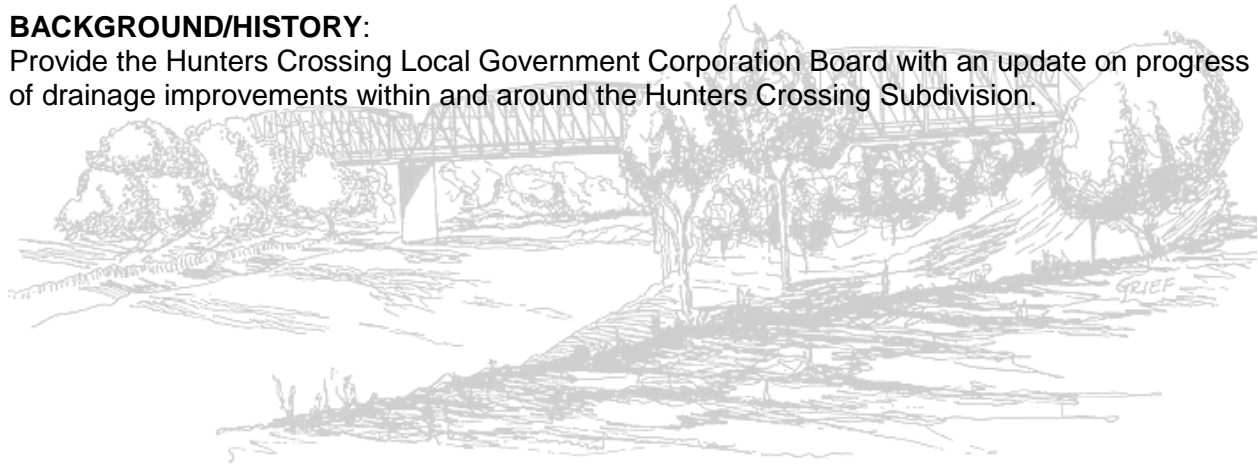 BACKGROUND/HISTORY:
Provide the Hunters Crossing Local Government Corporation Board with an update on progress
of drainage improvements within and around the Hunters Crossing Subdivision.
GRIEF